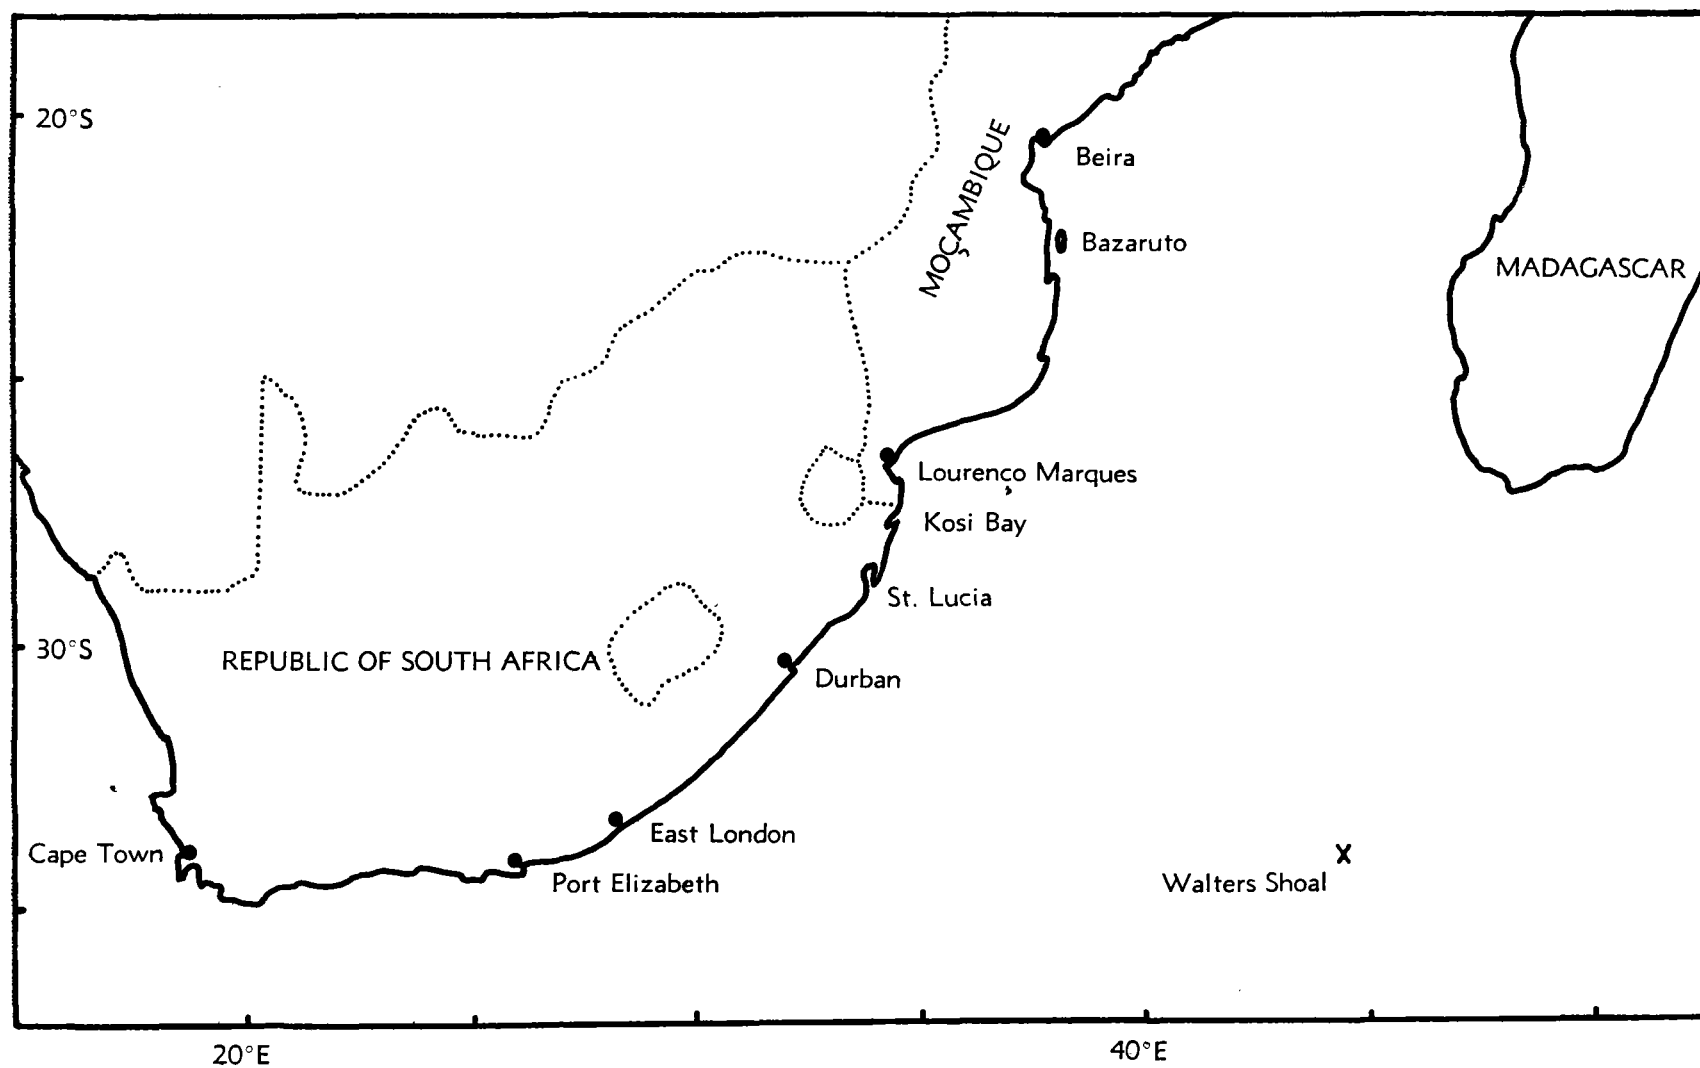 20°S
MOÇAMBIQUE
Beira
Bazaruto
MADAGASCAR
Lourenço Marques
Kosi Bay
St. Lucia
30°S
REPUBLIC OF SOUTH AFRICA
Durban
East London
Cape Town
Port Elizabeth
x
Walters Shoal
20°E
40°E